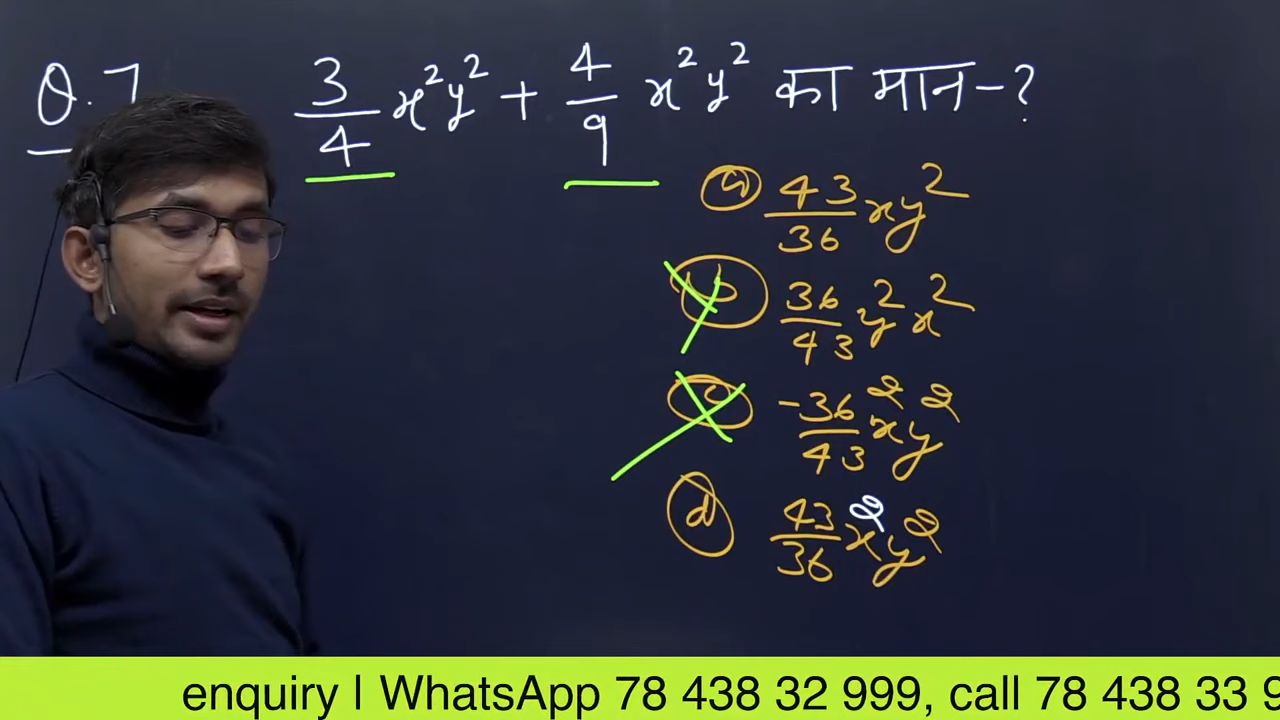 Q.7 3/4 x²y² + 4/9 x²y² का मान-?
(a) 43/36 xy²
(b) 36/43 y²x²
(c) -36/43 x²y²
(d) 43/36 x²y²
enquiry | WhatsApp 78 438 32 999, call 78 438 33 9